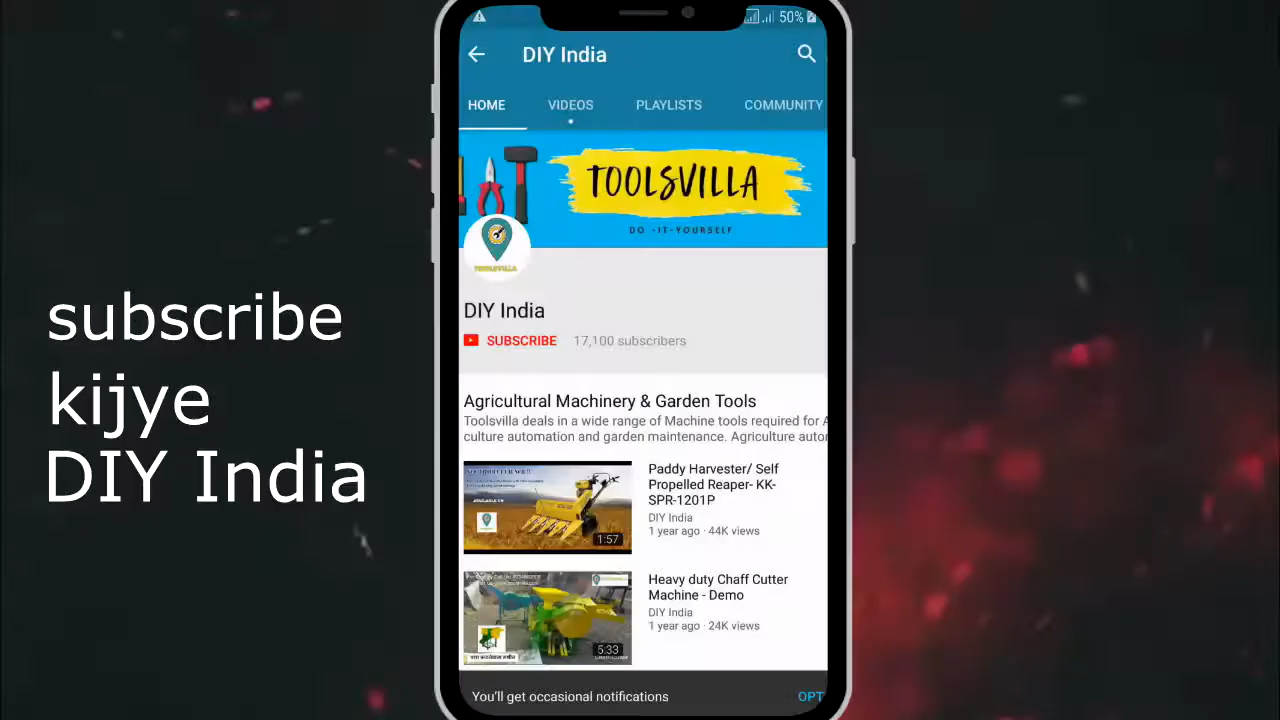 50%
DIY India
HOME VIDEOS PLAYLISTS COMMUNITY
TOOLSVILLA
DO -IT-YOURSELF
TOOLSVILLA
DIY India
SUBSCRIBE 17,100 subscribers
subscribe
kijye
DIY India
Agricultural Machinery & Garden Tools
Toolsvilla deals in a wide range of Machine tools required for A
culture automation and garden maintenance. Agriculture auto
Paddy Harvester/ Self
Propelled Reaper- KK-
SPR-1201P
DIY India
1 year ago · 44K views
1:57
Heavy duty Chaff Cutter
Machine - Demo
DIY India
1 year ago · 24K views
5:33
You'll get occasional notifications OPT